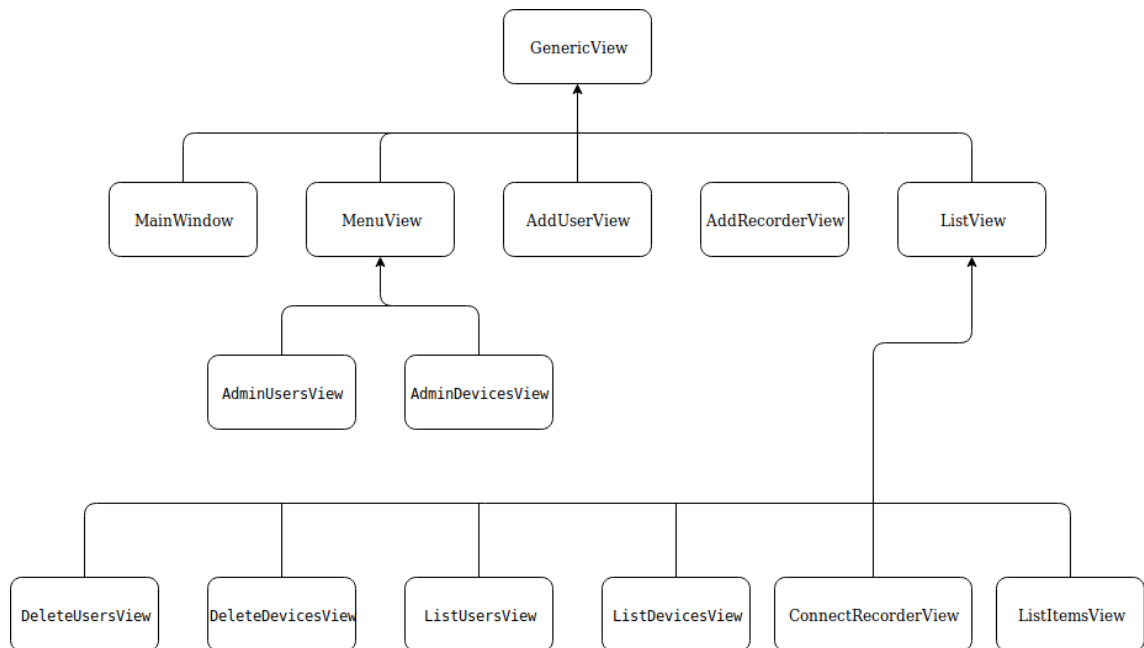 GenericView
MainWindow
MenuView
AddUserView
AddRecorderView
ListView
AdminUsersView
AdminDevicesView
DeleteUsersView
DeleteDevicesView
ListUsersView
ListDevicesView
ConnectRecorderView
ListItemsView